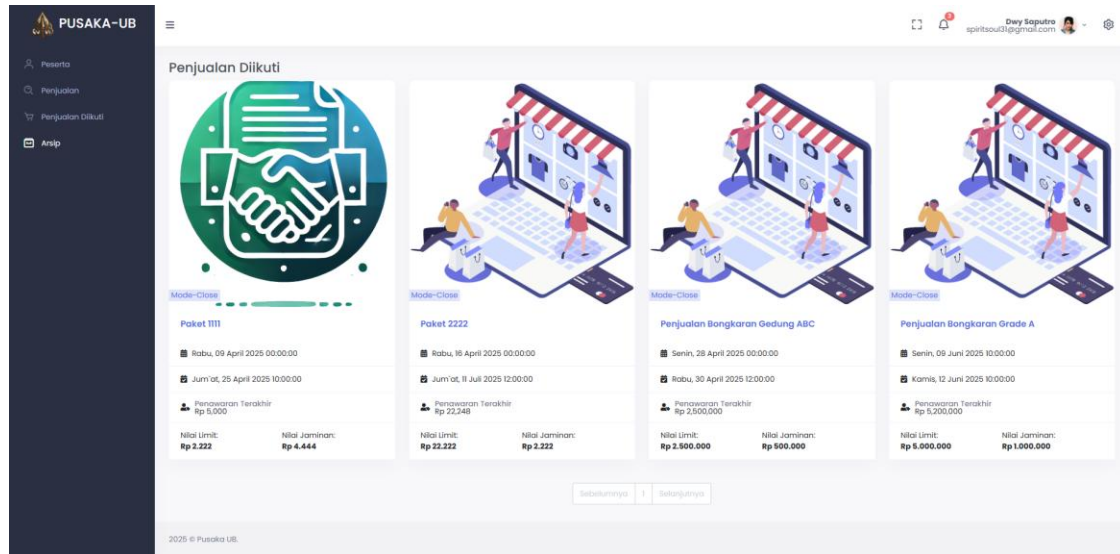 PUSAKA-UB
3
Dwy Saputro
spiritsoul31@gmail.com
Peserta
Penjualan
Penjualan Diikuti
Arsip
Penjualan Diikuti
Mode-Close
Paket 1111
Rabu, 09 April 2025 00:00:00
Jum'at, 25 April 2025 10:00:00
Penawaran Terakhir
Rp 5,000
Nilai Limit: Nilai Jaminan:
Rp 2.222 Rp 4.444
Mode-Close
Paket 2222
Rabu, 16 April 2025 00:00:00
Jum'at, 11 Juli 2025 12:00:00
Penawaran Terakhir
Rp 22,248
Nilai Limit: Nilai Jaminan:
Rp 22.222 Rp 2.222
Mode-Close
Penjualan Bongkaran Gedung ABC
Senin, 28 April 2025 00:00:00
Rabu, 30 April 2025 12:00:00
Penawaran Terakhir
Rp 2,500,000
Nilai Limit: Nilai Jaminan:
Rp 2.500.000 Rp 500.000
Mode-Close
Penjualan Bongkaran Grade A
Senin, 09 Juni 2025 10:00:00
Kamis, 12 Juni 2025 10:00:00
Penawaran Terakhir
Rp 5,200,000
Nilai Limit: Nilai Jaminan:
Rp 5.000.000 Rp 1.000.000
Sebelumnya 1 Selanjutnya
2025 © Pusaka UB.